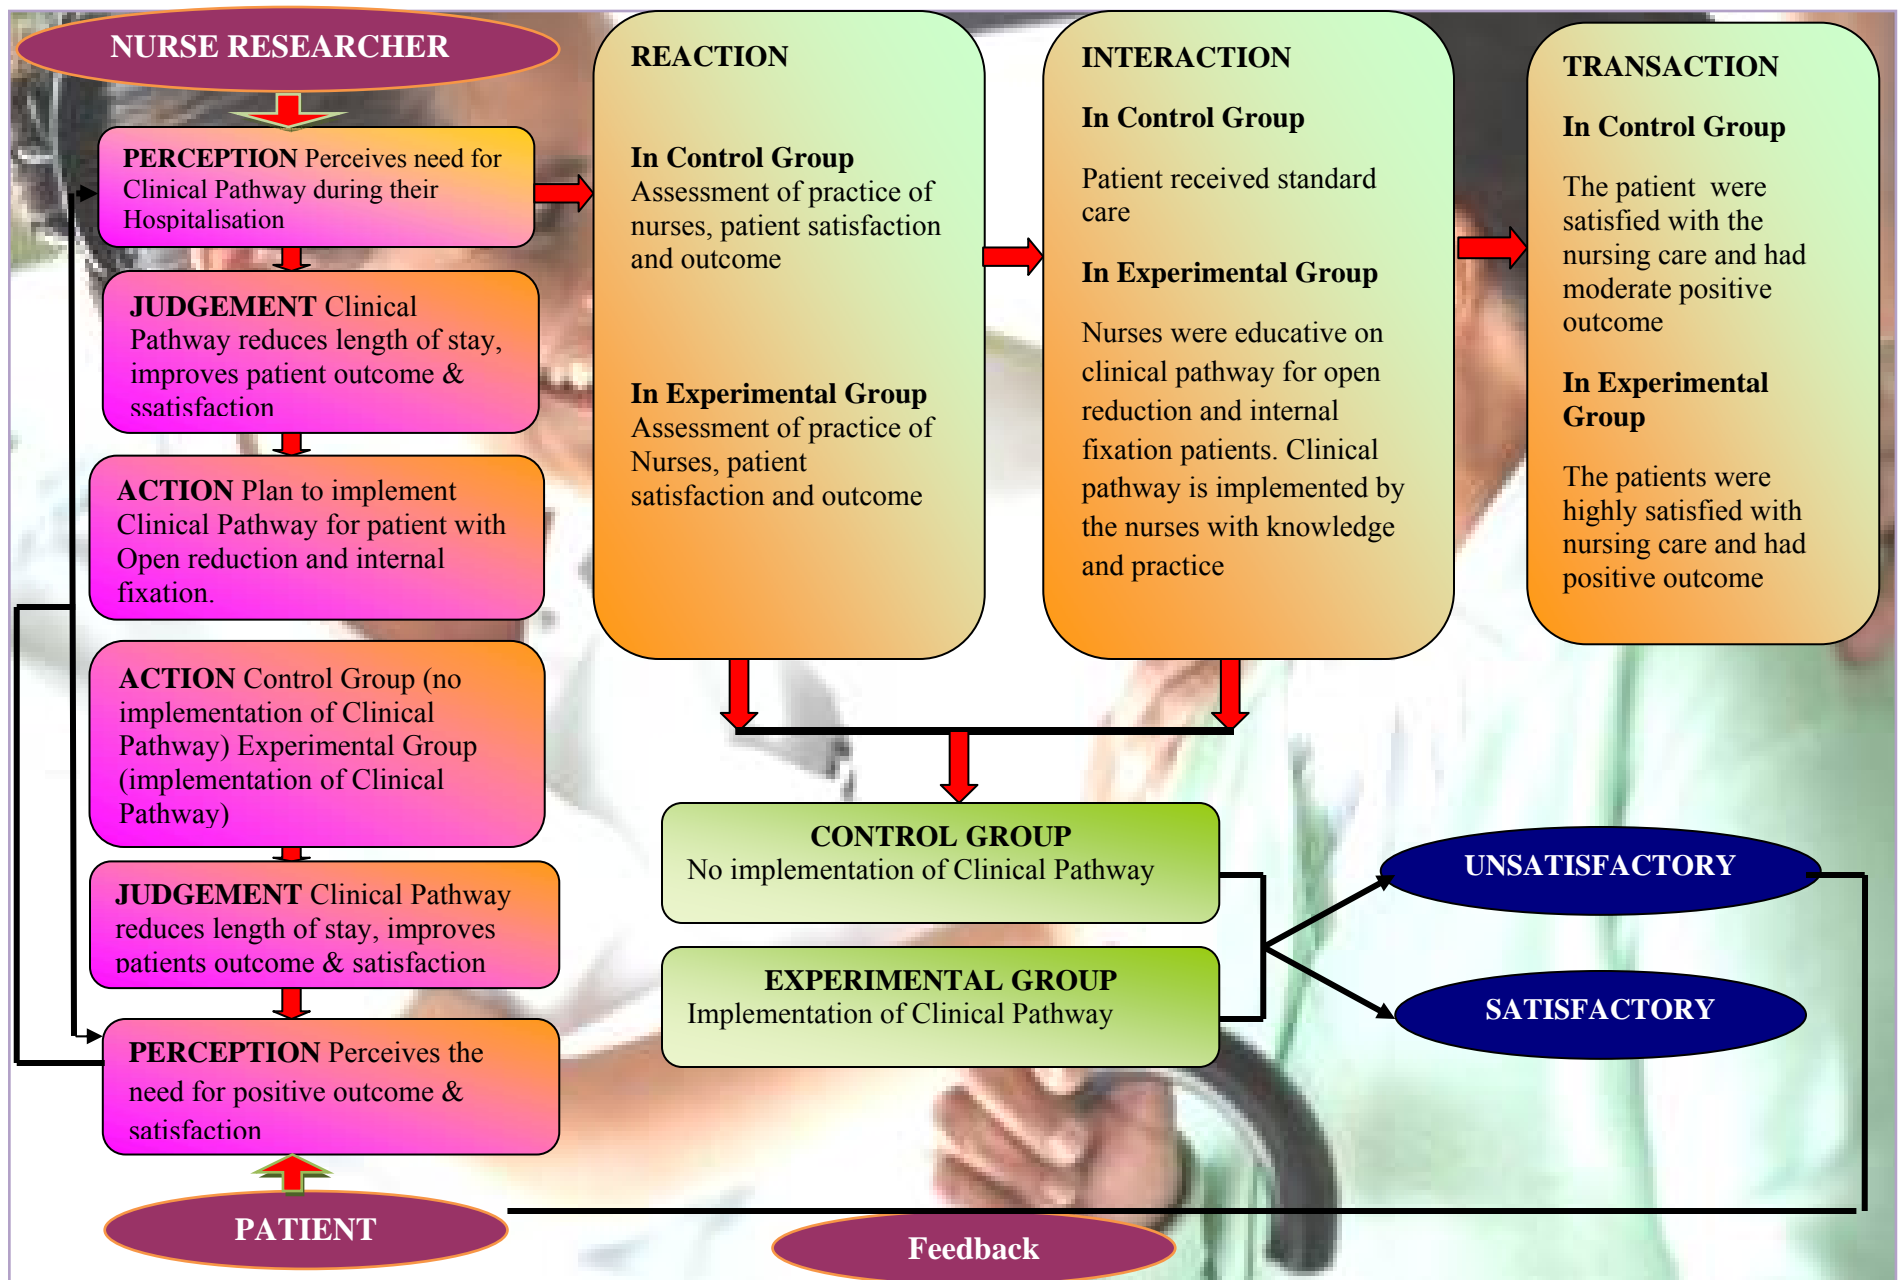 NURSE RESEARCHER
PERCEPTION Perceives need for
Clinical Pathway during their
Hospitalisation
JUDGEMENT Clinical
Pathway reduces length of stay,
improves patient outcome &
ssatisfaction
ACTION Plan to implement
Clinical Pathway for patient with
Open reduction and internal
fixation.
ACTION Control Group (no
implementation of Clinical
Pathway) Experimental Group
(implementation of Clinical
Pathway)
JUDGEMENT Clinical Pathway
reduces length of stay, improves
patients outcome & satisfaction
PERCEPTION Perceives the
need for positive outcome &
satisfaction
PATIENT
REACTION
In Control Group
Assessment of practice of
nurses, patient satisfaction
and outcome
In Experimental Group
Assessment of practice of
Nurses, patient
satisfaction and outcome
INTERACTION
In Control Group
Patient received standard
care
In Experimental Group
Nurses were educative on
clinical pathway for open
reduction and internal
fixation patients. Clinical
pathway is implemented by
the nurses with knowledge
and practice
TRANSACTION
In Control Group
The patient were
satisfied with the
nursing care and had
moderate positive
outcome
In Experimental
Group
The patients were
highly satisfied with
nursing care and had
positive outcome
CONTROL GROUP
No implementation of Clinical Pathway
EXPERIMENTAL GROUP
Implementation of Clinical Pathway
UNSATISFACTORY
SATISFACTORY
Feedback